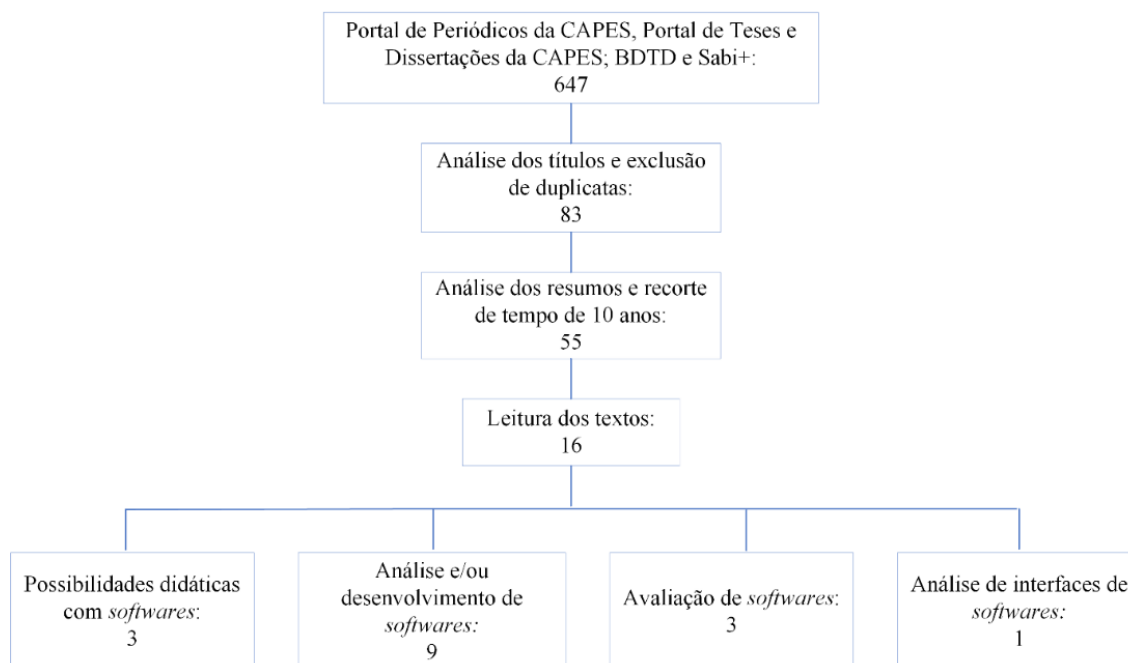 Portal de Periódicos da CAPES, Portal de Teses e
Dissertações da CAPES; BDTD e Sabi+:
647
Análise dos títulos e exclusão
de duplicatas:
83
Análise dos resumos e recorte
de tempo de 10 anos:
55
Leitura dos textos:
16
Possibilidades didáticas
com softwares:
3
Análise e/ou
desenvolvimento de
softwares:
9
Avaliação de softwares:
3
Análise de interfaces de
softwares:
1